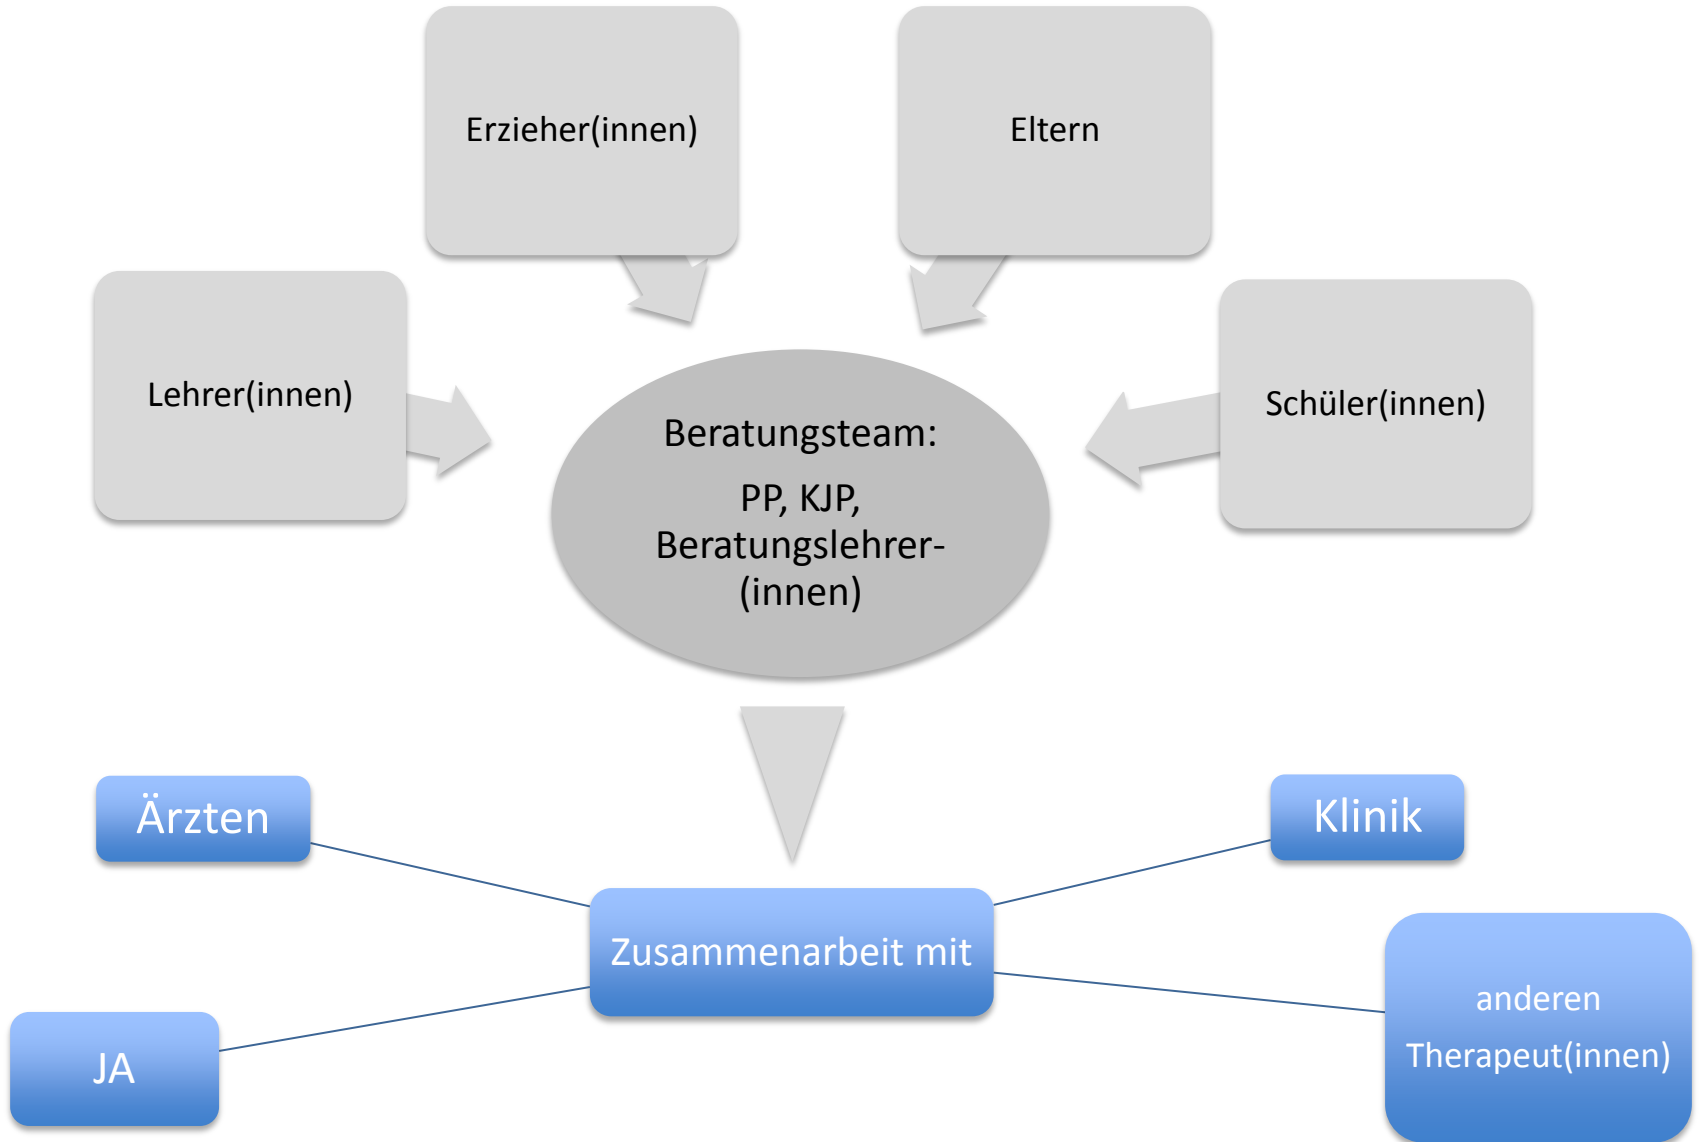 Erzieher(innen)
Eltern
Lehrer(innen)
Schüler(innen)
Beratungsteam:
PP, KJP,
Beratungslehrer-
(innen)
Ärzten
Klinik
Zusammenarbeit mit
anderen
Therapeut(innen)
JA